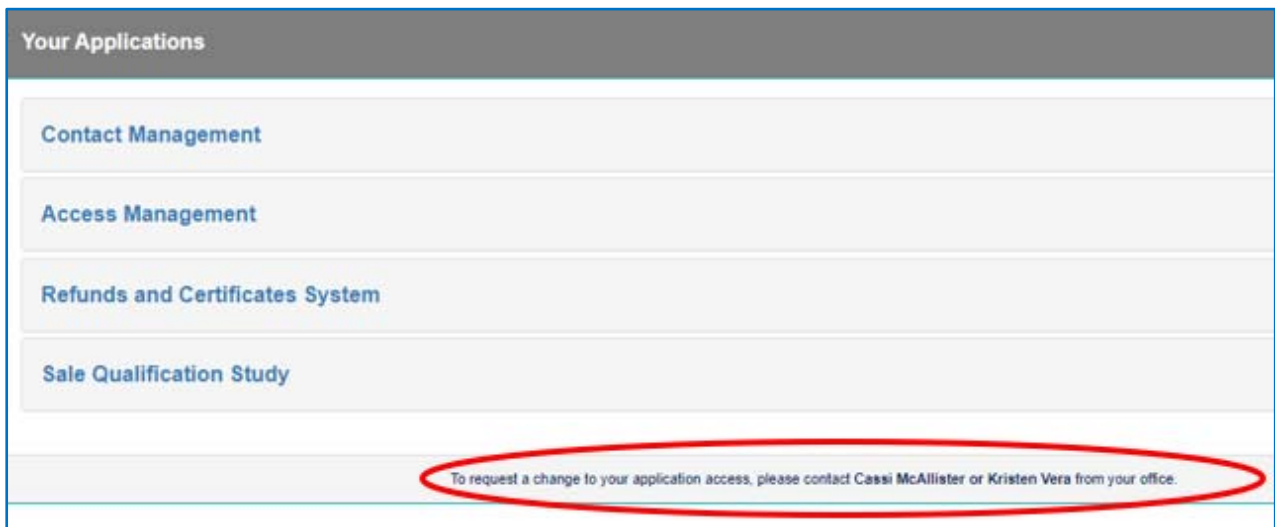 Your Applications
Contact Management
Access Management
Refunds and Certificates System
Sale Qualification Study
To request a change to your application access, please contact Cassi McAllister or Kristen Vera from your office.